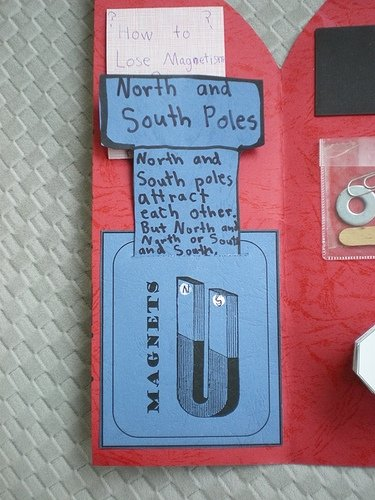 ? ?
How to
Lose Magnetism
North and
South Poles
North and
South poles
attract
each other.
But North and
North or South
and South.
MAGNETS
N
S